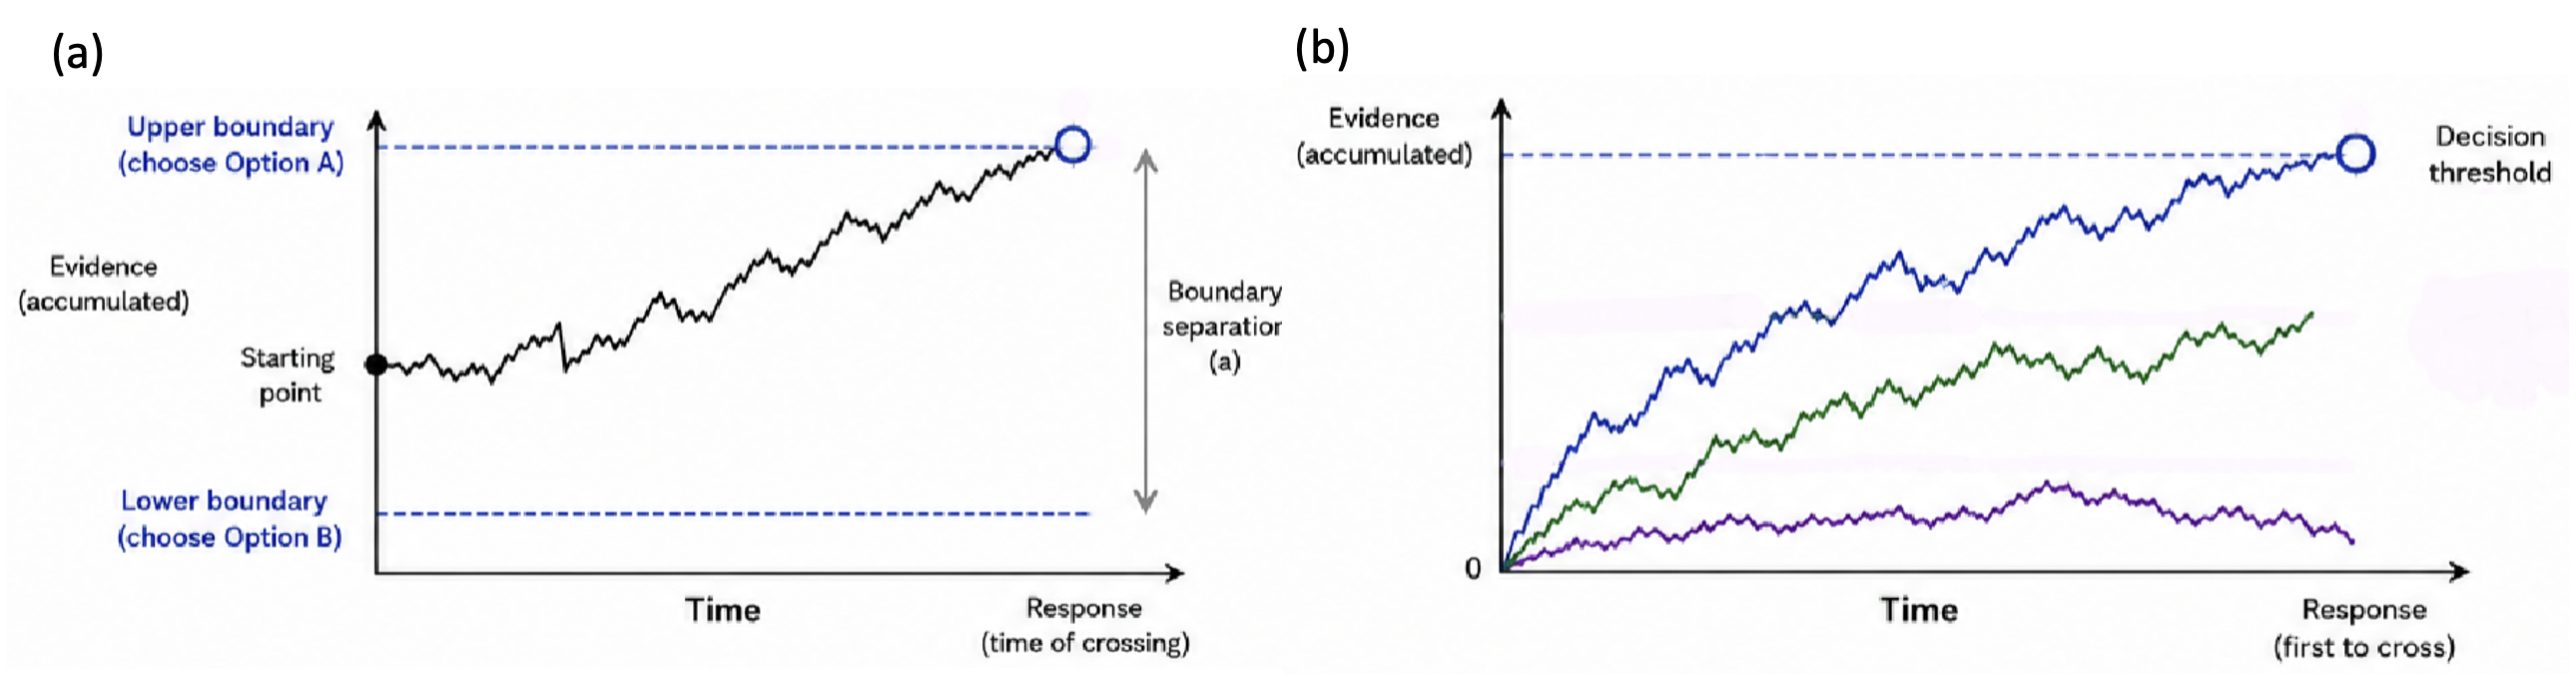 (a)
Upper boundary
(choose Option A)
Evidence
(accumulated)
Starting
point
Lower boundary
(choose Option B)
Boundary
separatior
(a)
Time
Response
(time of crossing)
(b)
Evidence
(accumulated)
Decision
threshold
0
Time
Response
(first to cross)